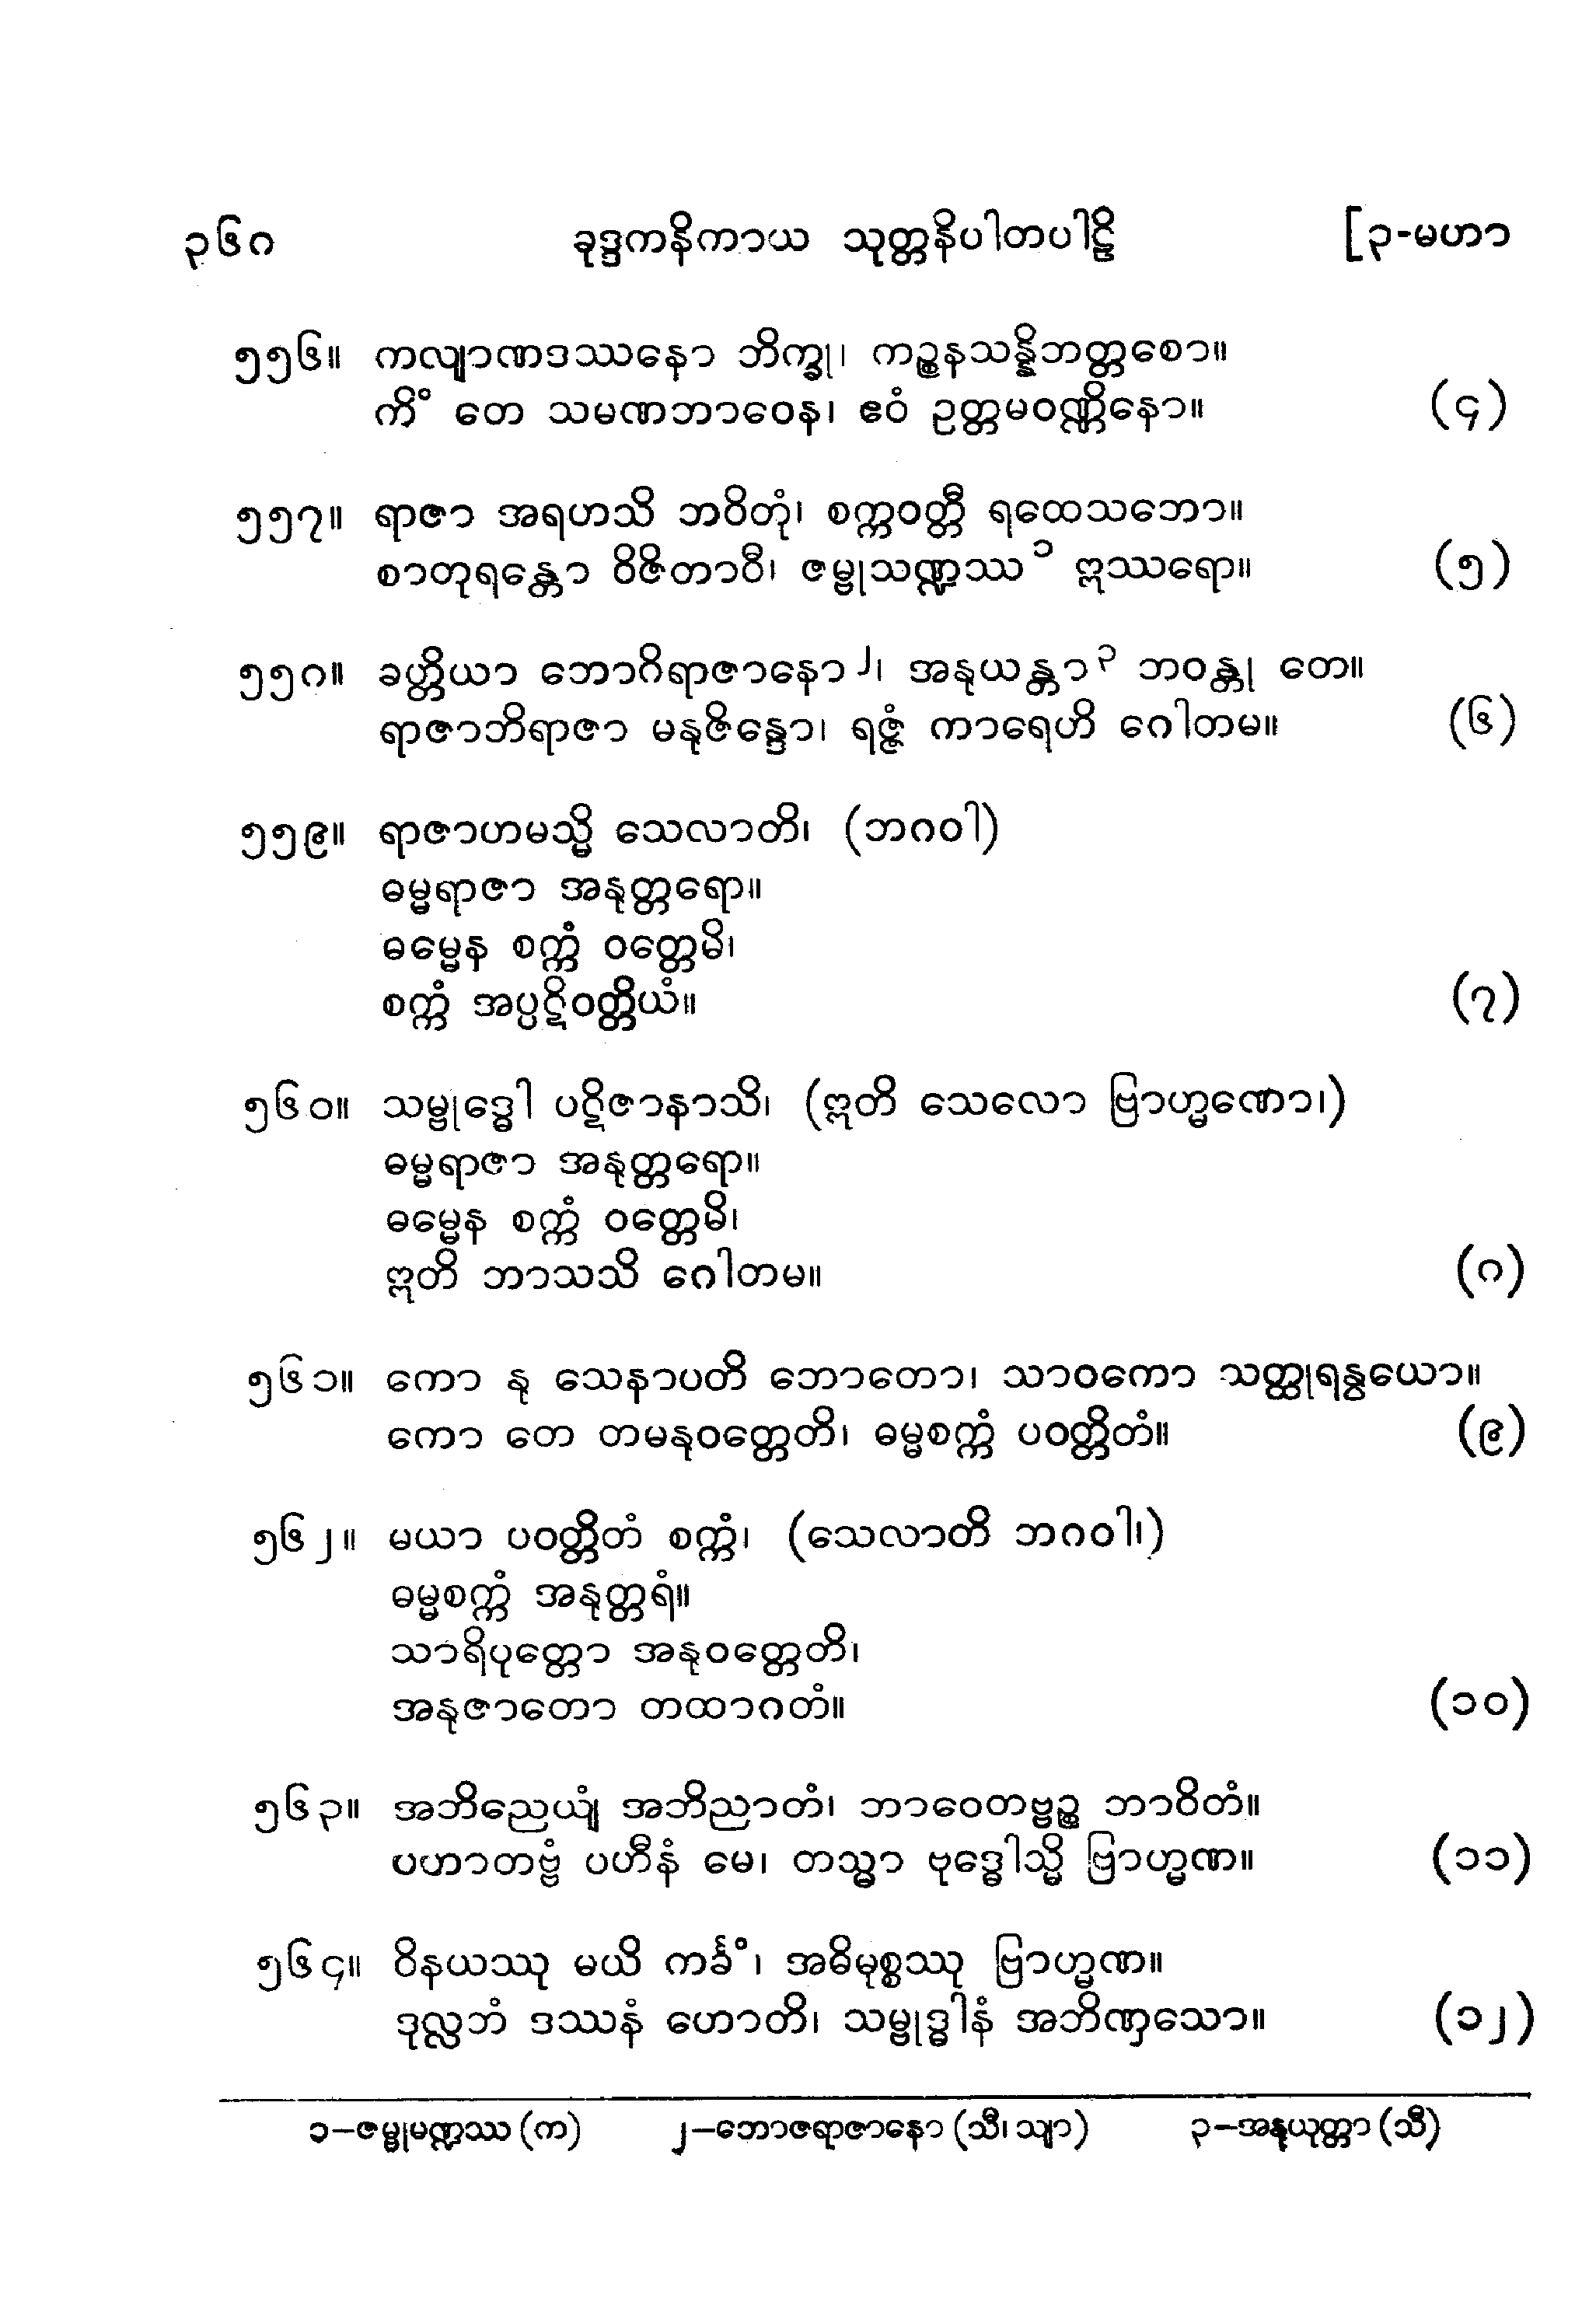 ၃၆ဂ ခုဒ္ဒကနိကာယ သုတ္တနိပါတပါဠိ [၃-မဟာ
၅၅၆။ ကလျာဏဒဿနော ဘိက္ခု၊ ကဉ္စနသန္နိဘတ္တစော။
ကိံ တေ သမဏဘာဝေန၊ ဧဝံ ဥတ္တမဝဏ္ဏိနော။ (၄)
၅၅၇။ ရာဇာ အရဟသိ ဘဝိတုံ၊ စက္ကဝတ္တီ ရထေသဘော။
စာတုရန္တော ဝိဇိတာဝီ၊ ဇမ္ဗုသဏ္ဍဿ ၁ ဣဿရော။ (၅)
၅၅၈။ ခတ္တိယာ ဘောဂိရာဇာနော ၂၊ အနုယန္တာ ၃ ဘဝန္တု တေ။
ရာဇာဘိရာဇာ မနုဇိန္ဒော၊ ရဇ္ဇံ ကာရေဟိ ဂေါတမ။ (၆)
၅၅၉။ ရာဇာဟမသ္မိ သေလာတိ၊ (ဘဂဝါ)
ဓမ္မရာဇာ အနုတ္တရော။
ဓမ္မေန စက္ကံ ဝတ္တေမိ၊
စက္ကံ အပ္ပဋိဝတ္တိယံ။ (၇)
၅၆၀။ သမ္ဗုဒ္ဓေါ ပဋိဇာနာသိ၊ (ဣတိ သေလော ဗြာဟ္မဏော၊)
ဓမ္မရာဇာ အနုတ္တရော။
ဓမ္မေန စက္ကံ ဝတ္တေမိ၊
ဣတိ ဘာသသိ ဂေါတမ။ (၈)
၅၆၁။ ကော နု သေနာပတိ ဘောတော၊ သာဝကော သတ္ထုရန္ဝယော။
ကော တေ တမနုဝတ္တေတိ၊ ဓမ္မစက္ကံ ပဝတ္တိတံ။ (၉)
၅၆၂။ မယာ ပဝတ္တိတံ စက္ကံ၊ (သေလာတိ ဘဂဝါ၊)
ဓမ္မစက္ကံ အနုတ္တရံ။
သာရိပုတ္တော အနုဝတ္တေတိ၊
အနုဇာတော တထာဂတံ။ (၁၀)
၅၆၃။ အဘိညေယျံ အဘိညာတံ၊ ဘာဝေတဗ္ဗဉ္စ ဘာဝိတံ။
ပဟာတဗ္ဗံ ပဟီနံ မေ၊ တသ္မာ ဗုဒ္ဓေါသ္မိ ဗြာဟ္မဏ။ (၁၁)
၅၆၄။ ဝိနယဿု မယိ ကင်္ခံ၊ အဓိမုစ္စဿု ဗြာဟ္မဏ။
ဒုလ္လဘံ ဒဿနံ ဟောတိ၊ သမ္ဗုဒ္ဓါနံ အဘိဏှသော။ (၁၂)
၁–ဇမ္ဗုမဏ္ဍဿ (က) ၂–ဘောဇရာဇာနော (သီ၊ သျာ) ၃–အနုယုတ္တာ (သီ)